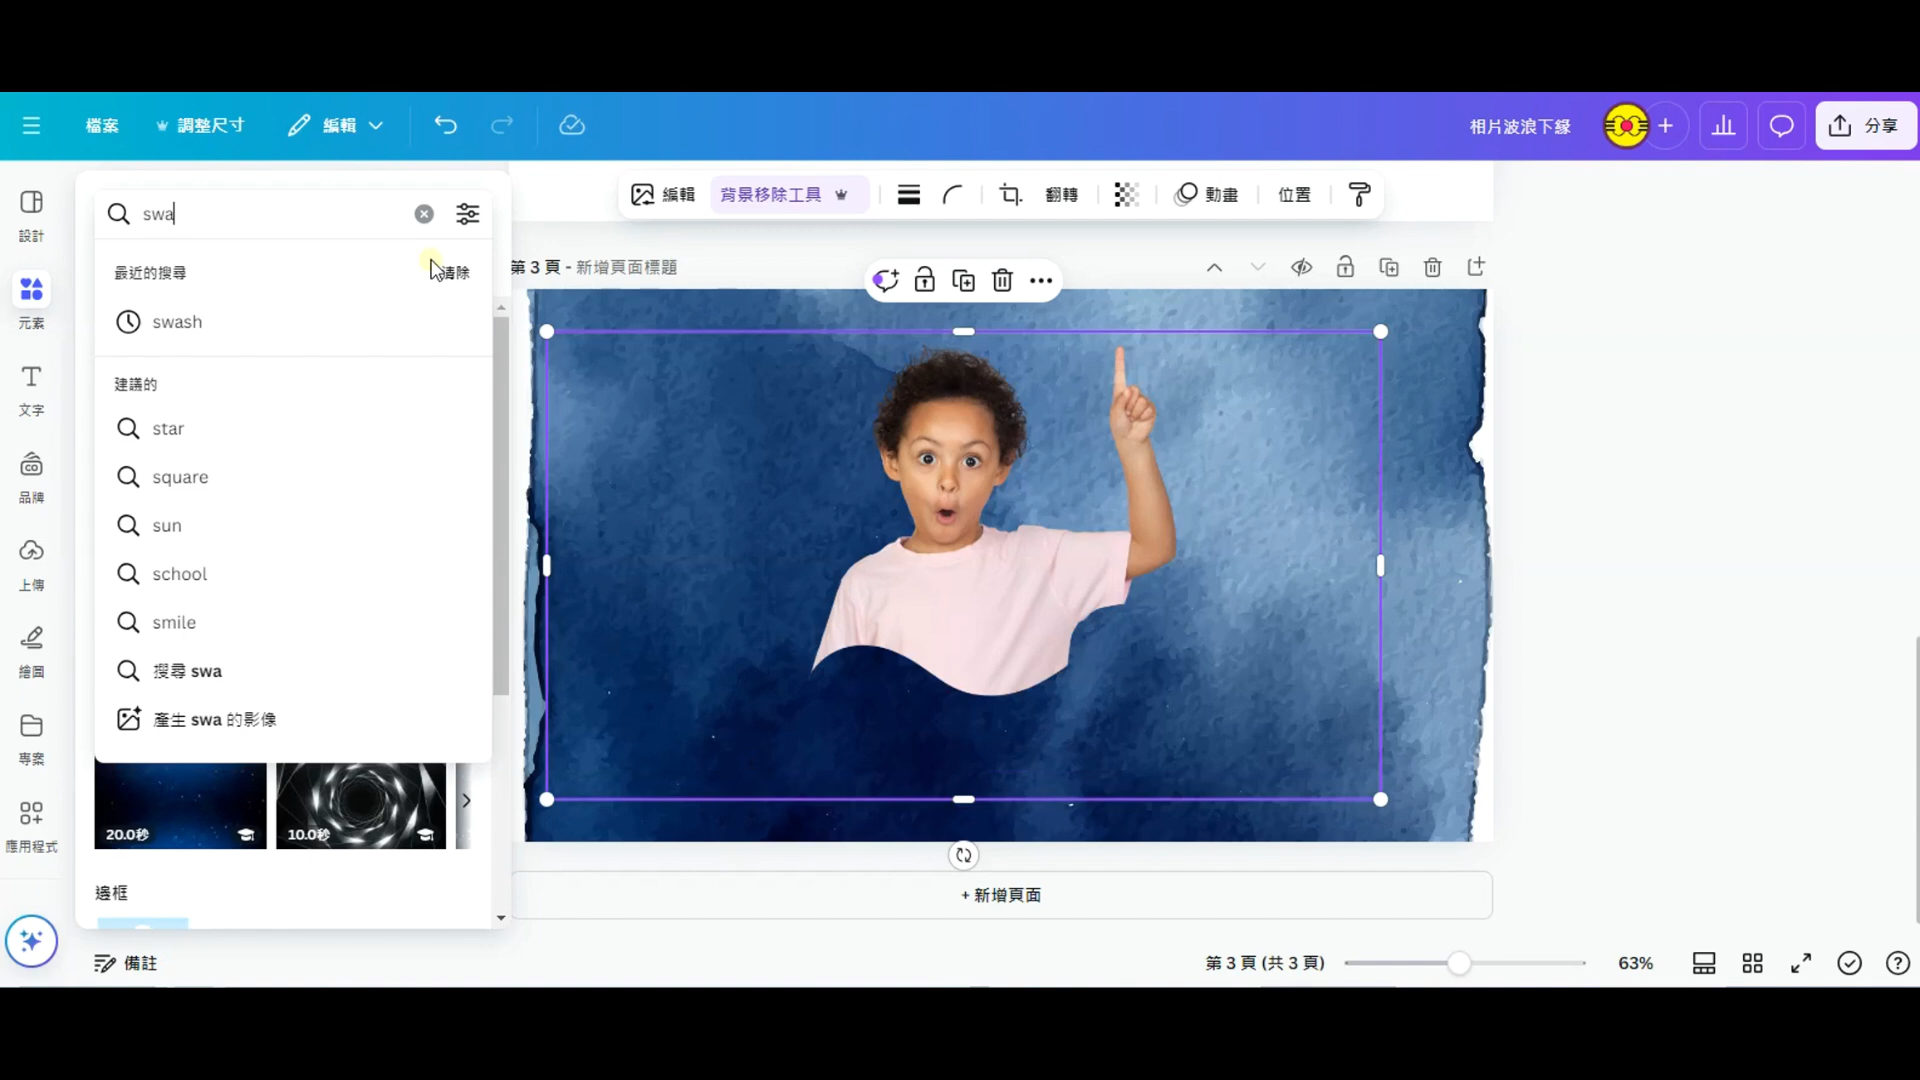 檔案
調整尺寸
編輯
相片波浪下緣
分享
設計
元素
文字
品牌
上傳
繪圖
專案
應用程式
swa
最近的搜尋
清除
swash
建議的
star
square
sun
school
smile
搜尋 swa
產生 swa 的影像
20.0秒
10.0秒
邊框
編輯
背景移除工具
翻轉
動畫
位置
第 3 頁 - 新增頁面標題
+ 新增頁面
備註
第 3 頁 (共 3 頁)
63%